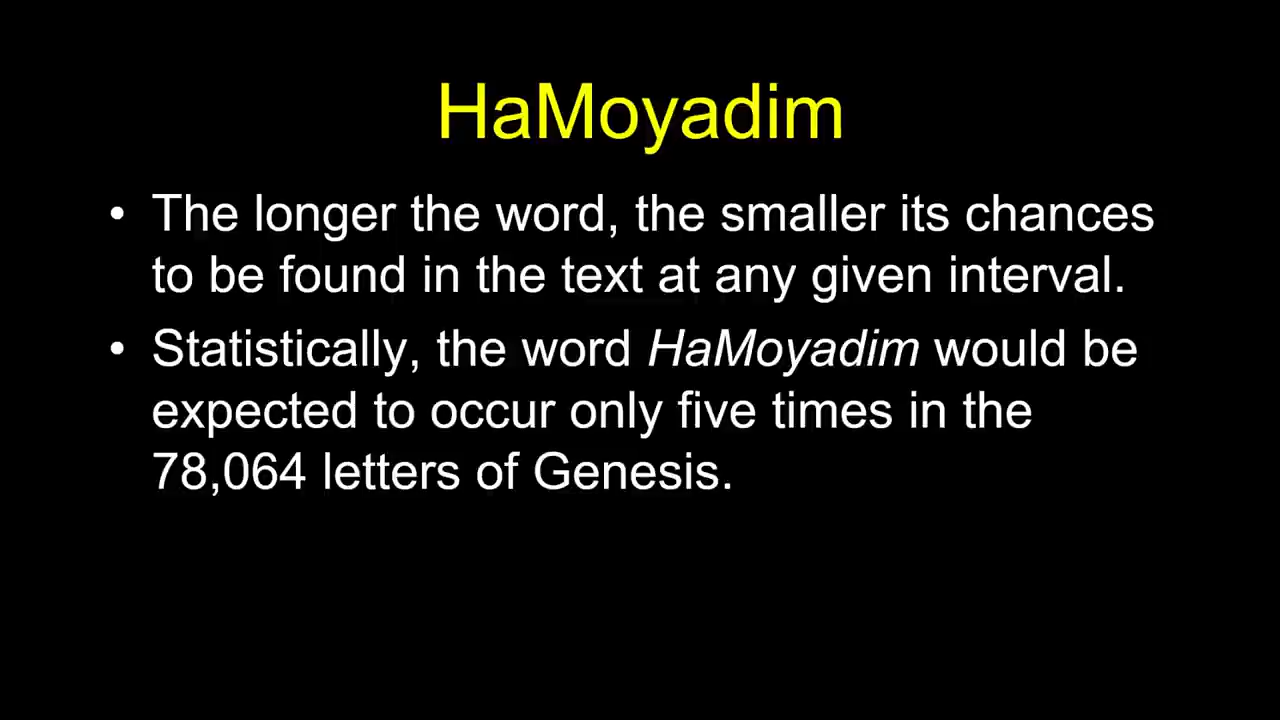 HaMoyadim
• The longer the word, the smaller its chances
to be found in the text at any given interval.
• Statistically, the word HaMoyadim would be
expected to occur only five times in the
78,064 letters of Genesis.